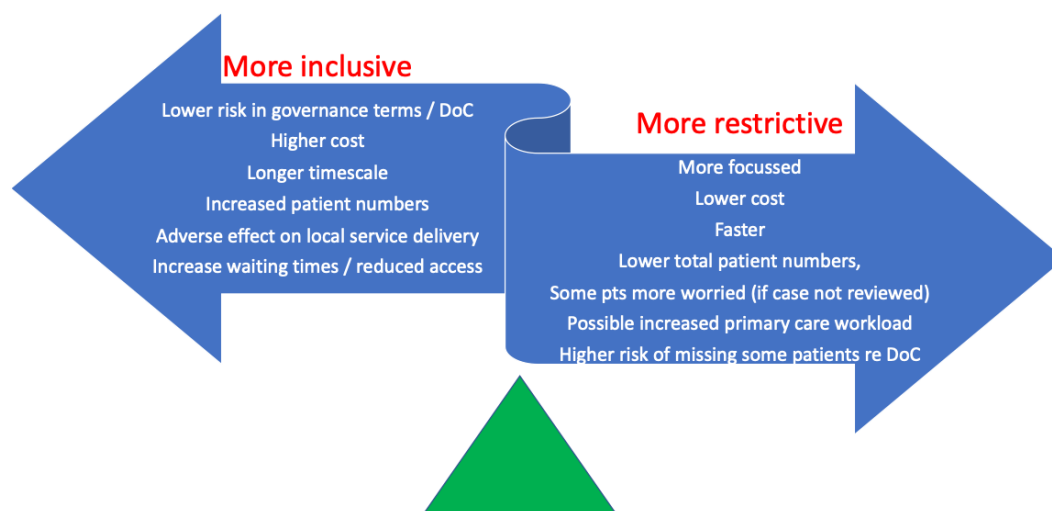 More inclusive
Lower risk in governance terms / DoC
Higher cost
Longer timescale
Increased patient numbers
Adverse effect on local service delivery
Increase waiting times / reduced access
More restrictive
More focussed
Lower cost
Faster
Lower total patient numbers,
Some pts more worried (if case not reviewed)
Possible increased primary care workload
Higher risk of missing some patients re DoC